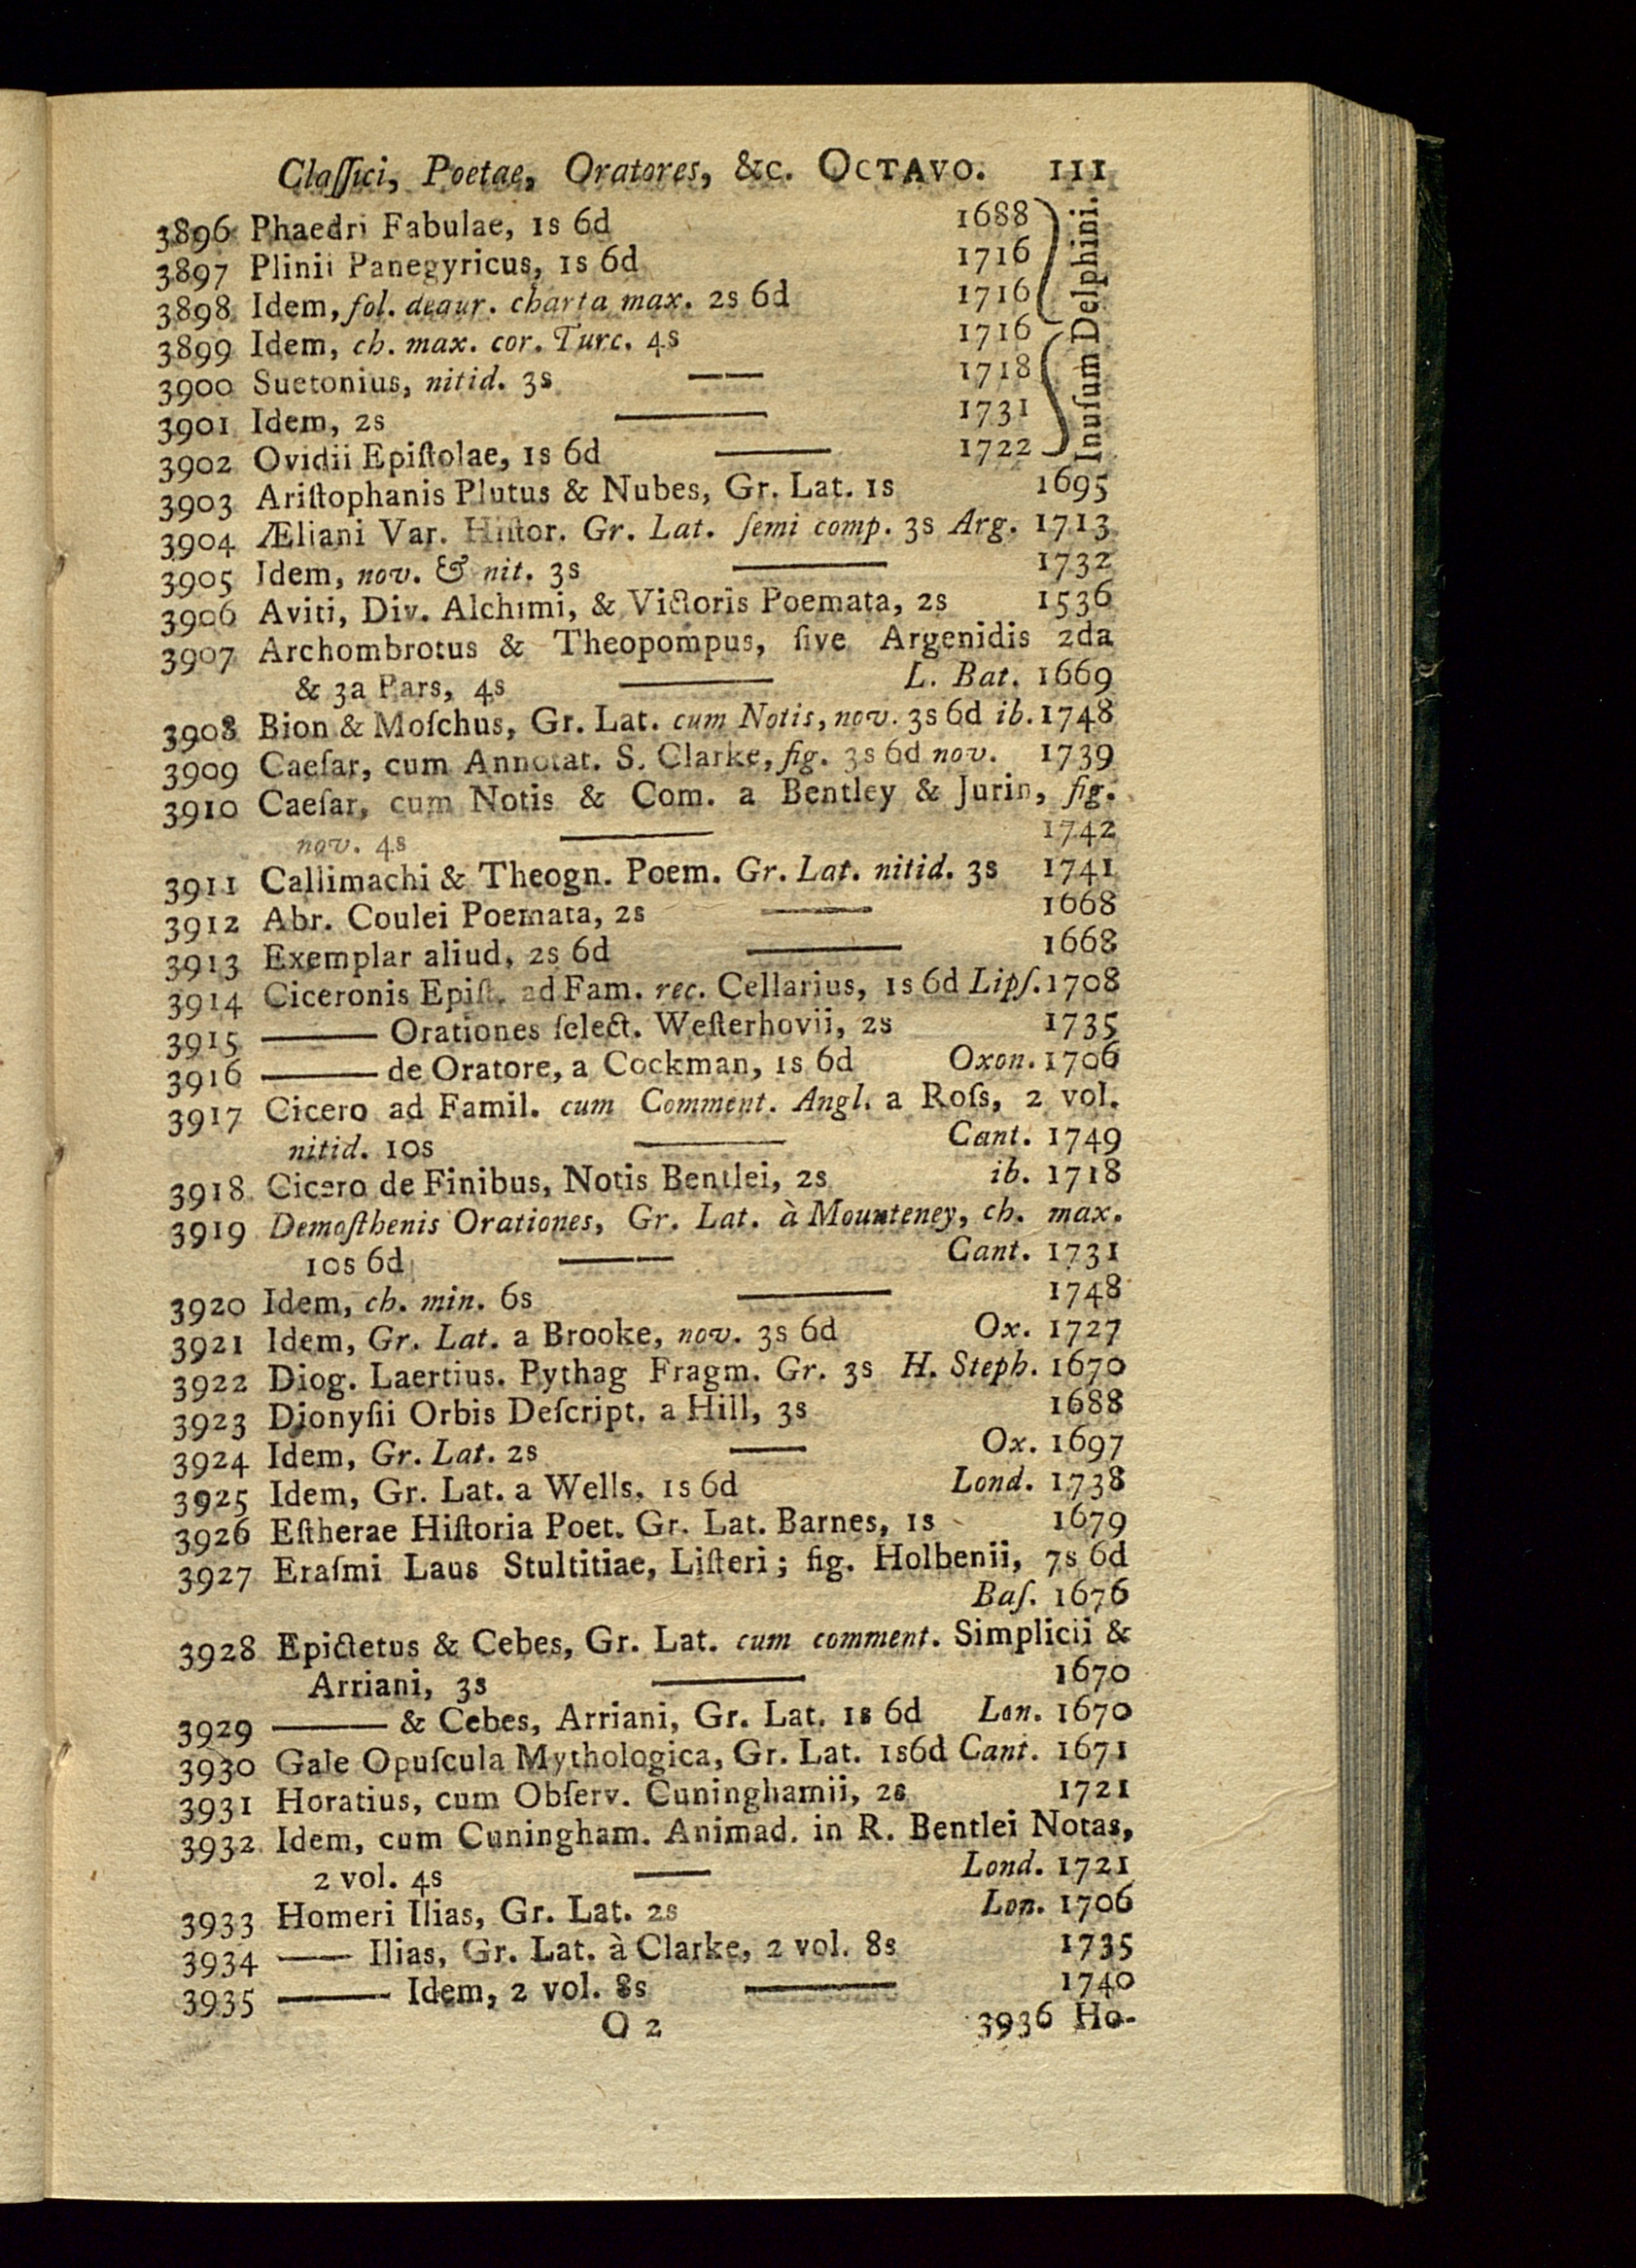 Claſſici, Poetae, Oratores, &c. OCTAVO. 111
3896 Phaedri Fabulae, 1s 6d 1688
3897 Plinii Panegyricus, 1s 6d 1716
3898 Idem, fol. deaur. charta max. 2s 6d 1716
3899 Idem, ch. max. cor. Turc. 4s 1716
3900 Suetonius, nitid. 3s —— 1718
3901 Idem, 2s —— 1731
3902 Ovidii Epiſtolae, 1s 6d —— 1722
Inuſum Delphini.
3903 Ariſtophanis Plutus & Nubes, Gr. Lat. 1s 1695
3904 Æliani Var. Hiſtor. Gr. Lat. ſemi comp. 3s Arg. 1713
3905 Idem, nov. & nit. 3s —— 1732
3906 Aviti, Div. Alchimi, & Victoris Poemata, 2s 1536
3907 Archombrotus & Theopompus, ſive Argenidis 2da
& 3a Pars, 4s —— L. Bat. 1669
3908 Bion & Moſchus, Gr. Lat. cum Notis, nov. 3s 6d ib. 1748
3909 Caeſar, cum Annotat. S. Clarke, fig. 3s 6d nov. 1739
3910 Caeſar, cum Notis & Com. a Bentley & Jurin, fig.
nov. 4s —— 1742
3911 Callimachi & Theogn. Poem. Gr. Lat. nitid. 3s 1741
3912 Abr. Coulei Poemata, 2s —— 1668
3913 Exemplar aliud, 2s 6d —— 1668
3914 Ciceronis Epiſt. ad Fam. rec. Cellarius, 1s 6d Lipſ. 1708
3915 —— Orationes ſelect. Weſterhovii, 2s 1735
3916 —— de Oratore, a Cockman, 1s 6d Oxon. 1706
3917 Cicero ad Famil. cum Comment. Angl. a Roſs, 2 vol.
nitid. 10s —— Cant. 1749
3918 Cicero de Finibus, Notis Bentlei, 2s ib. 1718
3919 Demoſthenis Orationes, Gr. Lat. à Mounteney, ch. max.
10s 6d —— Cant. 1731
3920 Idem, ch. min. 6s —— 1748
3921 Idem, Gr. Lat. a Brooke, nov. 3s 6d Ox. 1727
3922 Diog. Laertius. Pythag Fragm. Gr. 3s H. Steph. 1670
3923 Dionyſii Orbis Deſcript. a Hill, 3s 1688
3924 Idem, Gr. Lat. 2s —— Ox. 1697
3925 Idem, Gr. Lat. a Wells. 1s 6d Lond. 1738
3926 Eſtherae Hiſtoria Poet. Gr. Lat. Barnes, 1s 1679
3927 Eraſmi Laus Stultitiae, Liſteri; fig. Holbenii, 7s 6d
Baſ. 1676
3928 Epictetus & Cebes, Gr. Lat. cum comment. Simplicii &
Arriani, 3s —— 1670
3929 —— & Cebes, Arriani, Gr. Lat. 1s 6d Lon. 1670
3930 Gale Opuſcula Mythologica, Gr. Lat. 1s6d Cant. 1671
3931 Horatius, cum Obſerv. Cuninghamii, 2s 1721
3932 Idem, cum Cuningham. Animad. in R. Bentlei Notas,
2 vol. 4s —— Lond. 1721
3933 Homeri Ilias, Gr. Lat. 2s Lon. 1706
3934 —— Ilias, Gr. Lat. à Clarke, 2 vol. 8s 1735
3935 —— Idem, 2 vol. 8s —— 1740
O 2 3936 Ho-